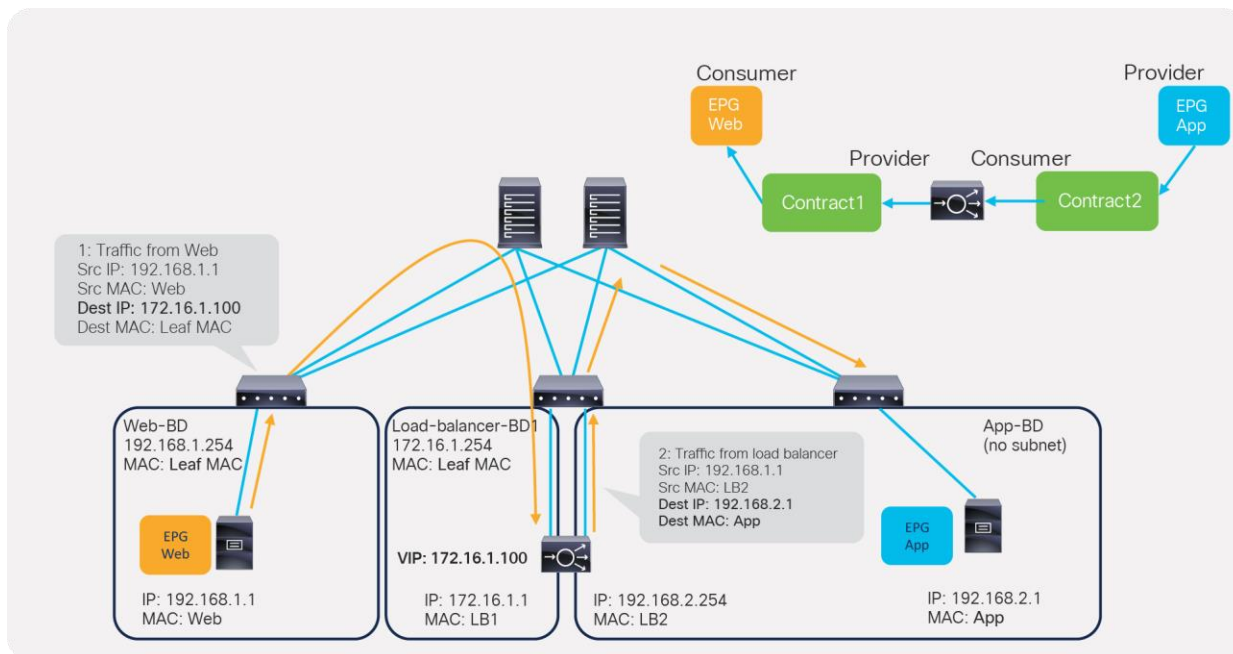 Consumer
EPG
Web
Provider
EPG
App
Provider
Consumer
Contract1
Contract2
1: Traffic from Web
Src IP: 192.168.1.1
Src MAC: Web
Dest IP: 172.16.1.100
Dest MAC: Leaf MAC
Web-BD
192.168.1.254
MAC: Leaf MAC
EPG
Web
IP: 192.168.1.1
MAC: Web
Load-balancer-BD1
172.16.1.254
MAC: Leaf MAC
VIP: 172.16.1.100
IP: 172.16.1.1
MAC: LB1
2: Traffic from load balancer
Src IP: 192.168.1.1
Src MAC: LB2
Dest IP: 192.168.2.1
Dest MAC: App
IP: 192.168.2.254
MAC: LB2
App-BD
(no subnet)
EPG
App
IP: 192.168.2.1
MAC: App